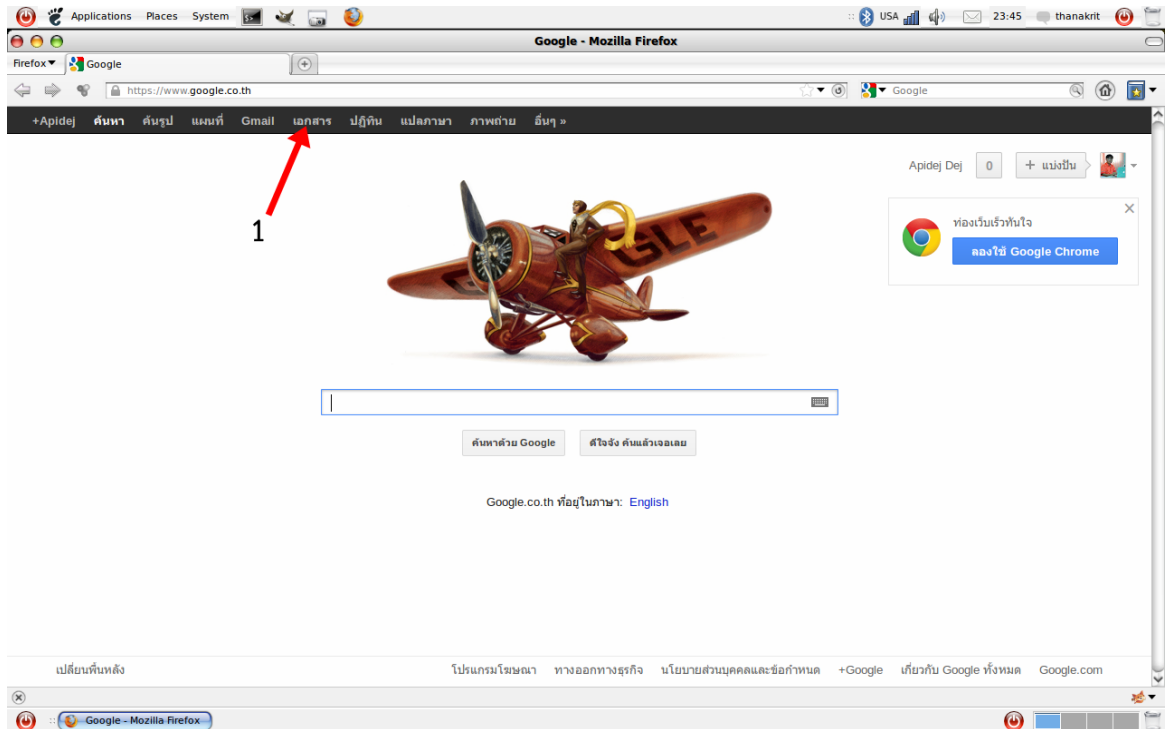 Applications Places System USA 23:45 thanakrit
Google - Mozilla Firefox
Firefox Google
https://www.google.co.th Google
+Apidej ค้นหา ค้นรูป แผนที่ Gmail เอกสาร ปฏิทิน แปลภาษา ภาพถ่าย อื่นๆ »
Apidej Dej 0 + แบ่งปัน
1
ท่องเว็บเร็วทันใจ
ลองใช้ Google Chrome
G GLE
ค้นหาด้วย Google ดีใจจัง ค้นแล้วเจอเลย
Google.co.th ที่อยู่ในภาษา: English
เปลี่ยนพื้นหลัง โปรแกรมโฆษณา ทางออกทางธุรกิจ นโยบายส่วนบุคคลและข้อกำหนด +Google เกี่ยวกับ Google ทั้งหมด Google.com
Google - Mozilla Firefox